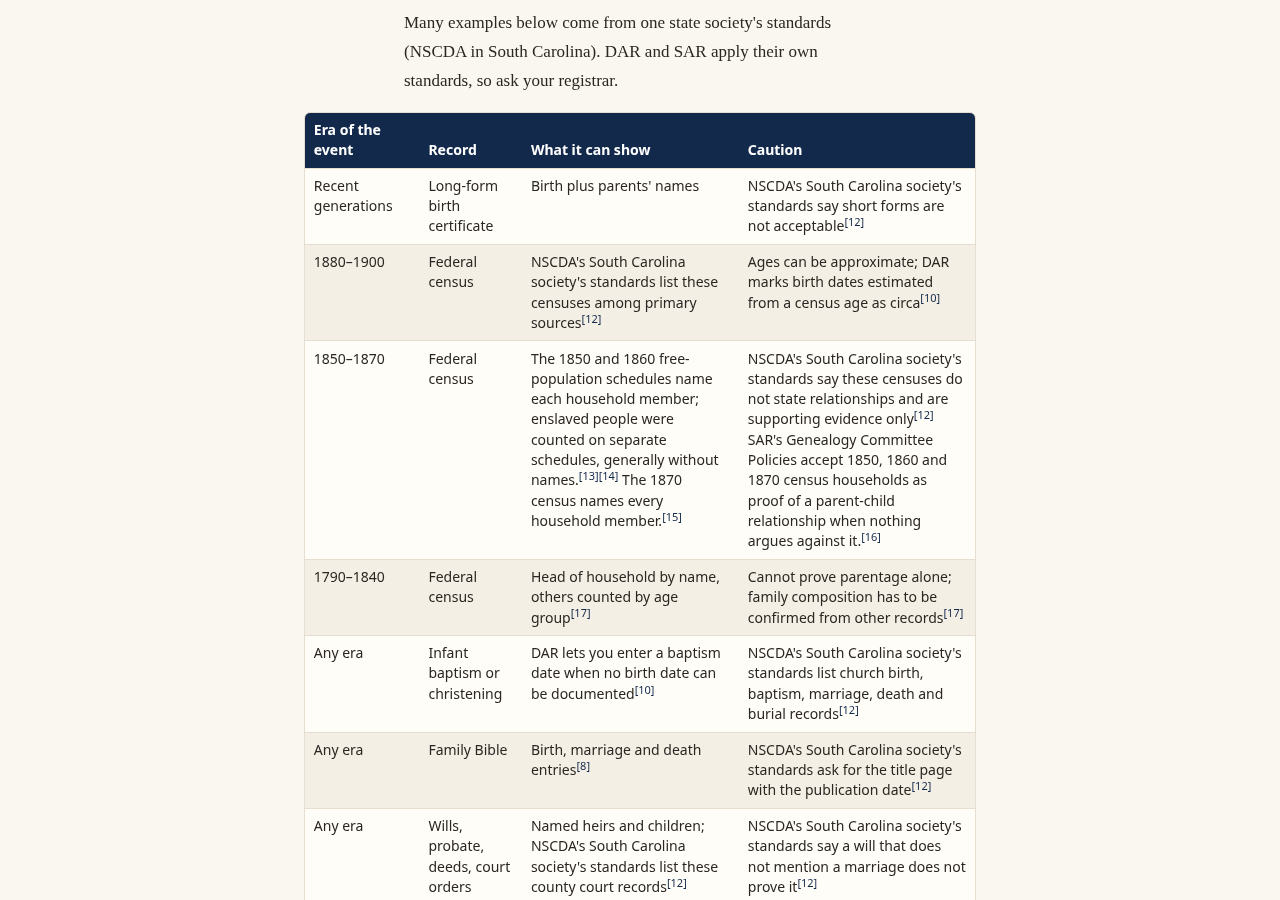 Many examples below come from one state society's standards
(NSCDA in South Carolina). DAR and SAR apply their own
standards, so ask your registrar.
Era of the
event
Record
What it can show
Caution
Recent
generations
Long-form
birth
certificate
Birth plus parents' names
NSCDA's South Carolina society's
standards say short forms are
not acceptable[12]
1880–1900
Federal
census
NSCDA's South Carolina
society's standards list these
censuses among primary
sources[12]
Ages can be approximate; DAR
marks birth dates estimated
from a census age as circa[10]
1850–1870
Federal
census
The 1850 and 1860 free-
population schedules name
each household member;
enslaved people were
counted on separate
schedules, generally without
names.[13][14] The 1870
census names every
household member.[15]
NSCDA's South Carolina society's
standards say these censuses do
not state relationships and are
supporting evidence only[12]
SAR's Genealogy Committee
Policies accept 1850, 1860 and
1870 census households as
proof of a parent-child
relationship when nothing
argues against it.[16]
1790–1840
Federal
census
Head of household by name,
others counted by age
group[17]
Cannot prove parentage alone;
family composition has to be
confirmed from other records[17]
Any era
Infant
baptism or
christening
DAR lets you enter a baptism
date when no birth date can
be documented[10]
NSCDA's South Carolina society's
standards list church birth,
baptism, marriage, death and
burial records[12]
Any era
Family Bible
Birth, marriage and death
entries[8]
NSCDA's South Carolina society's
standards ask for the title page
with the publication date[12]
Any era
Wills,
probate,
deeds, court
orders
Named heirs and children;
NSCDA's South Carolina
society's standards list these
county court records[12]
NSCDA's South Carolina society's
standards say a will that does
not mention a marriage does not
prove it[12]